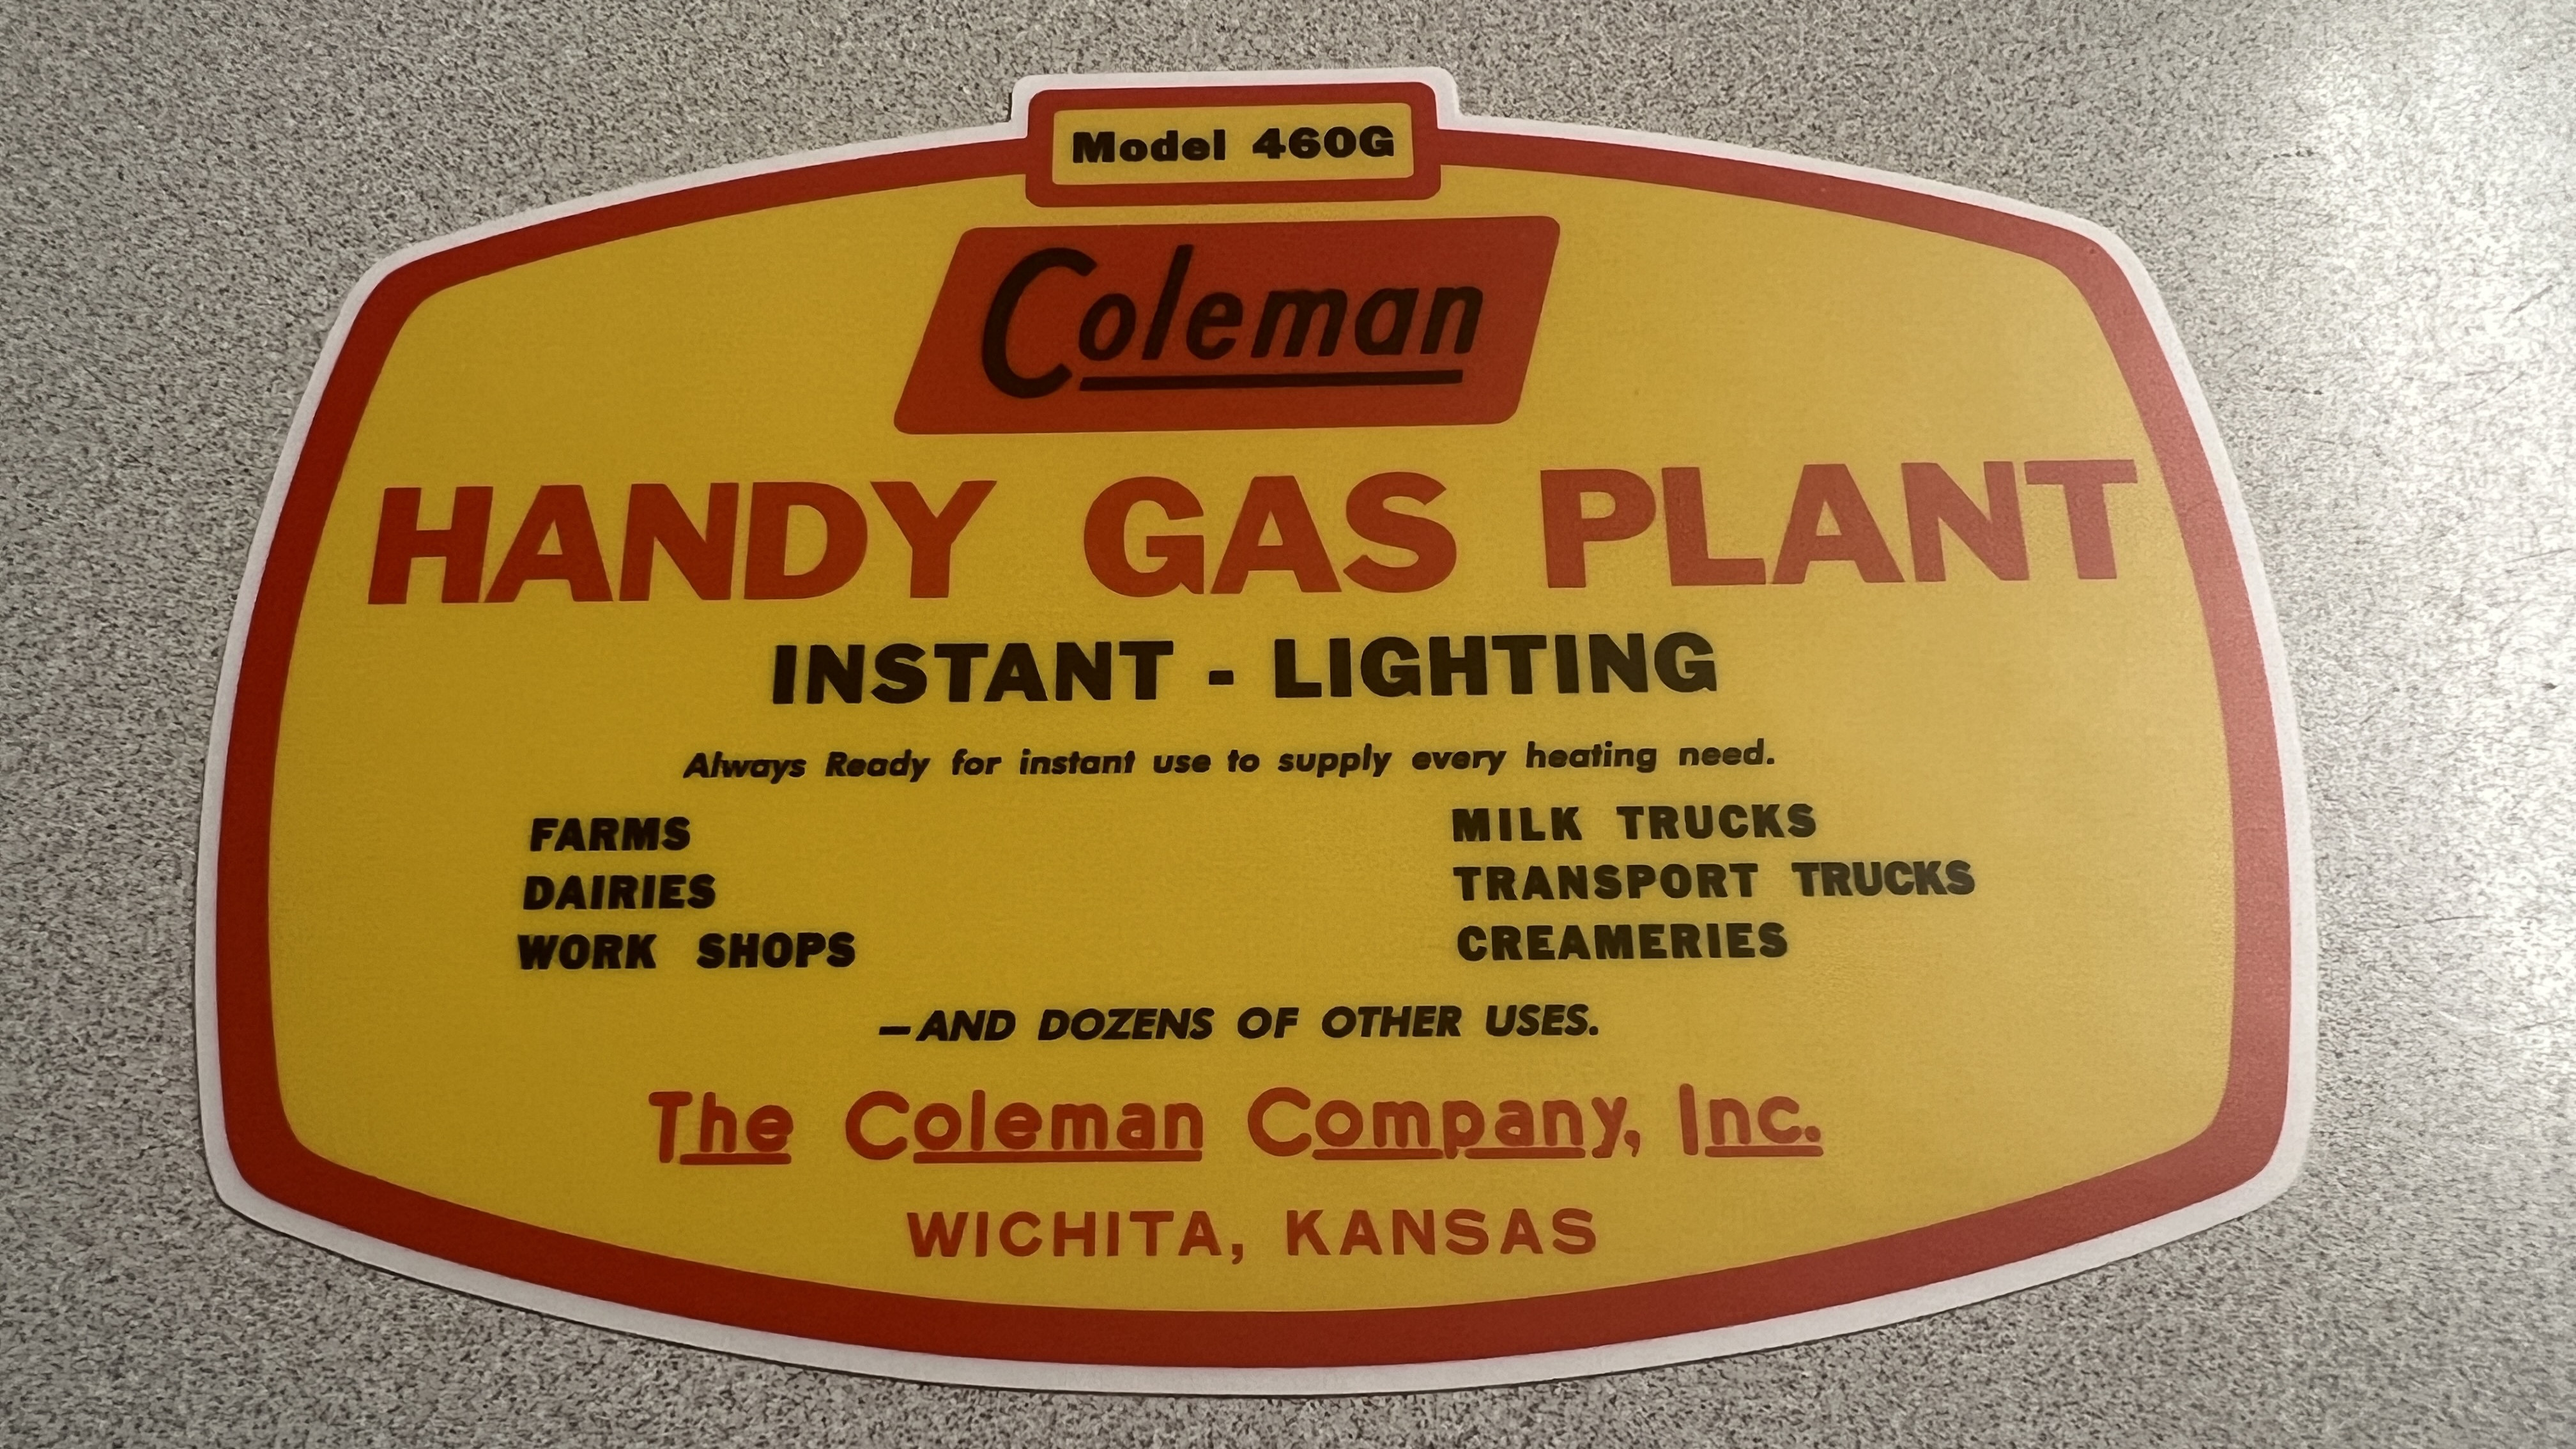 Model 460G
Coleman
HANDY GAS PLANT
INSTANT - LIGHTING
Always Ready for instant use to supply every heating need.
FARMS
DAIRIES
WORK SHOPS
MILK TRUCKS
TRANSPORT TRUCKS
CREAMERIES
—AND DOZENS OF OTHER USES.
The Coleman Company, Inc.
WICHITA, KANSAS